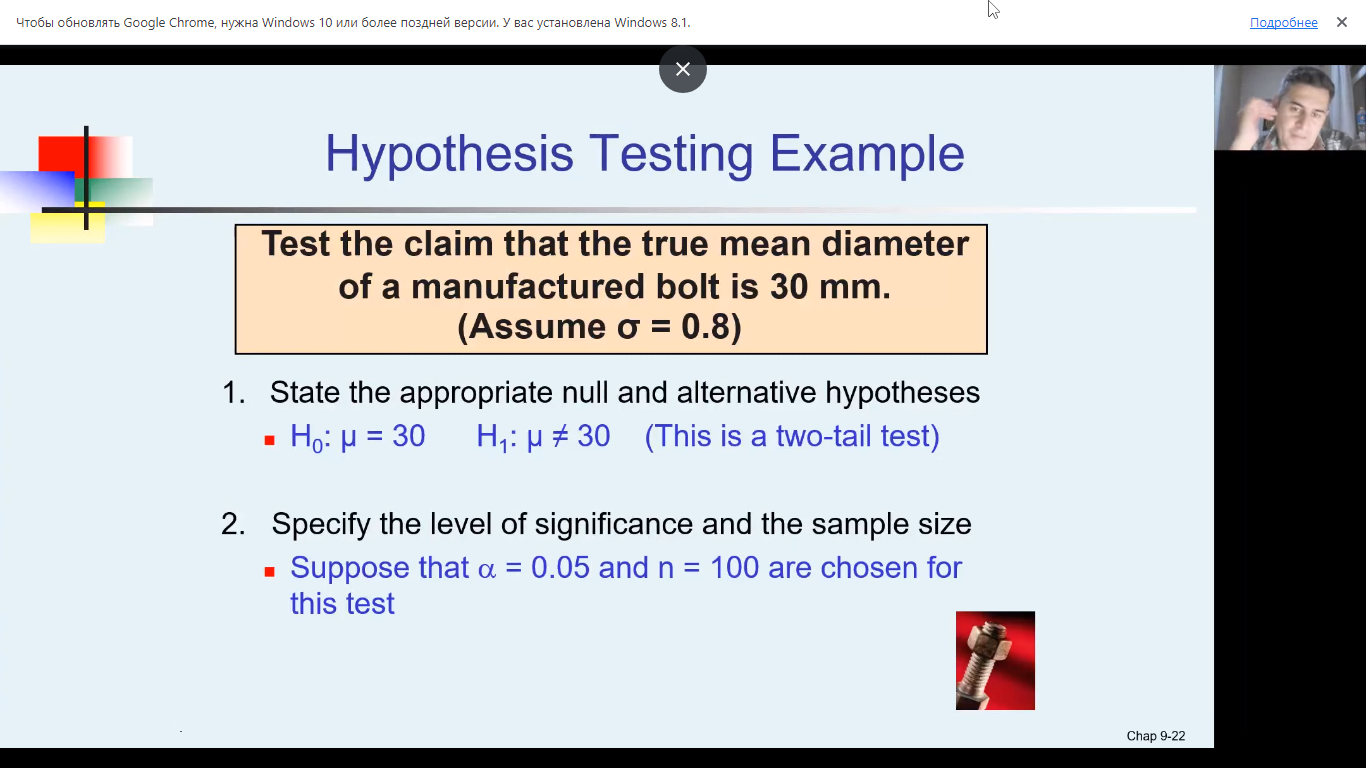 Чтобы обновлять Google Chrome, нужна Windows 10 или более поздней версии. У вас установлена Windows 8.1.
Подробнее
Hypothesis Testing Example
Test the claim that the true mean diameter
of a manufactured bolt is 30 mm.
(Assume σ = 0.8)
1. State the appropriate null and alternative hypotheses
H₀: μ = 30 H₁: μ ≠ 30 (This is a two-tail test)
2. Specify the level of significance and the sample size
Suppose that α = 0.05 and n = 100 are chosen for
this test
Chap 9-22